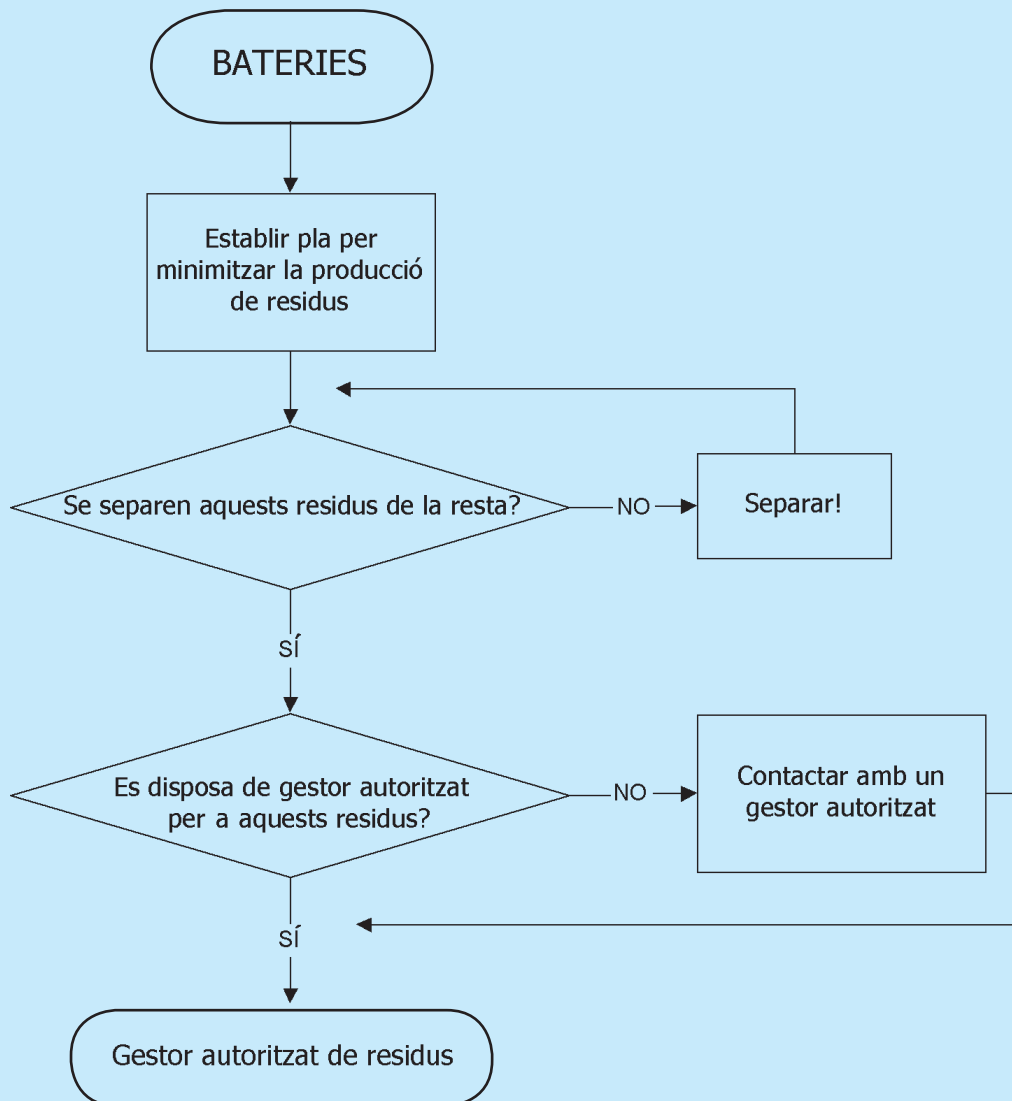 BATERIES
Establir pla per
minimitzar la producció
de residus
Se separen aquests residus de la resta?
NO
Separar!
SÍ
Es disposa de gestor autoritzat
per a aquests residus?
NO
Contactar amb un
gestor autoritzat
SÍ
Gestor autoritzat de residus